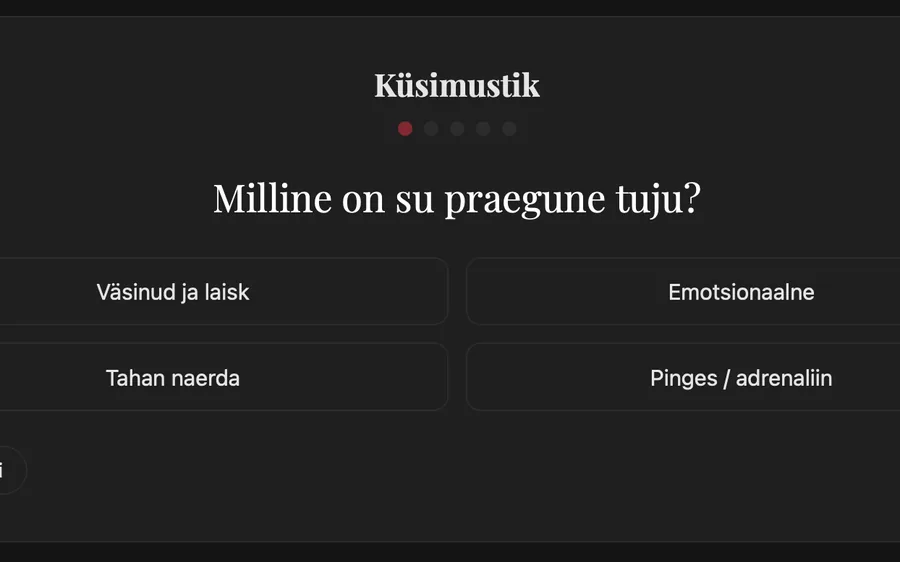 Küsimustik
Milline on su praegune tuju?
Väsinud ja laisk
Emotsionaalne
Tahan naerda
Pinges / adrenaliin